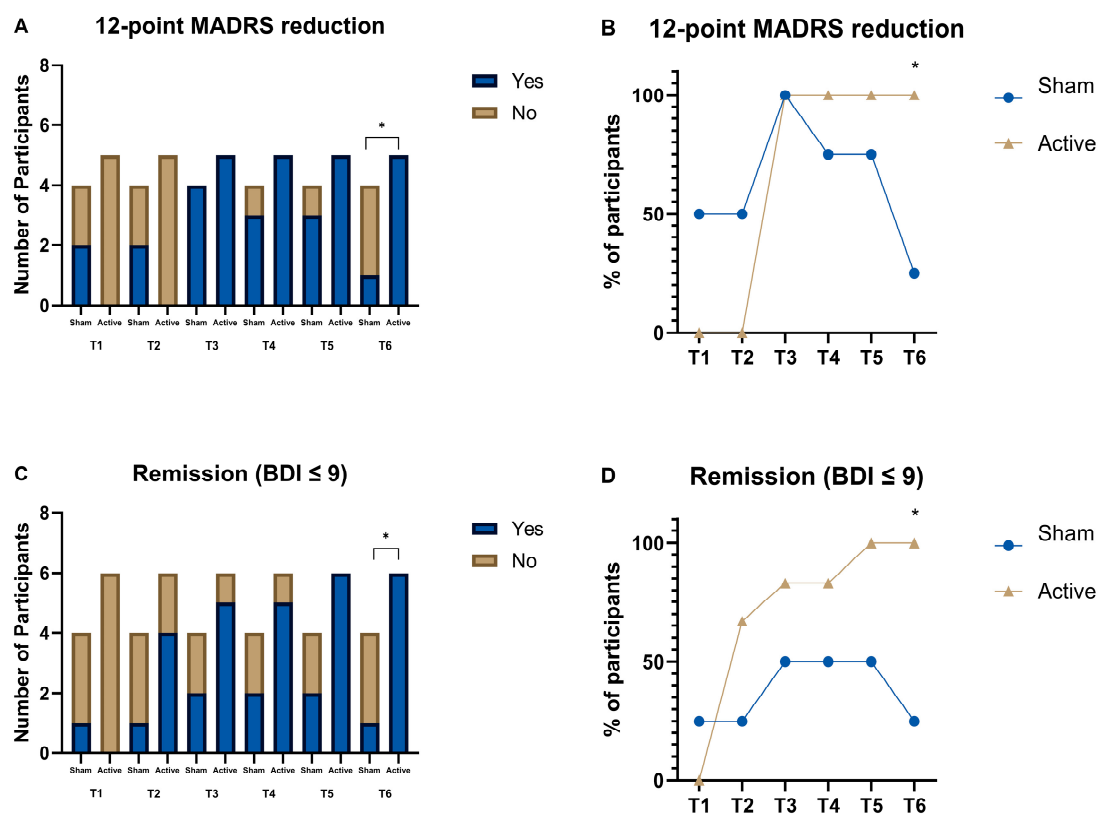 A
12-point MADRS reduction
Number of Participants
8
6
4
2
0
*
Yes
No
Sham Active Sham Active Sham Active Sham Active Sham Active Sham Active
T1 T2 T3 T4 T5 T6
B
12-point MADRS reduction
% of participants
100
50
0
*
Sham
Active
T1 T2 T3 T4 T5 T6
C
Remission (BDI ≤ 9)
Number of Participants
8
6
4
2
0
*
Yes
No
Sham Active Sham Active Sham Active Sham Active Sham Active Sham Active
T1 T2 T3 T4 T5 T6
D
Remission (BDI ≤ 9)
% of participants
100
50
0
*
Sham
Active
T1 T2 T3 T4 T5 T6